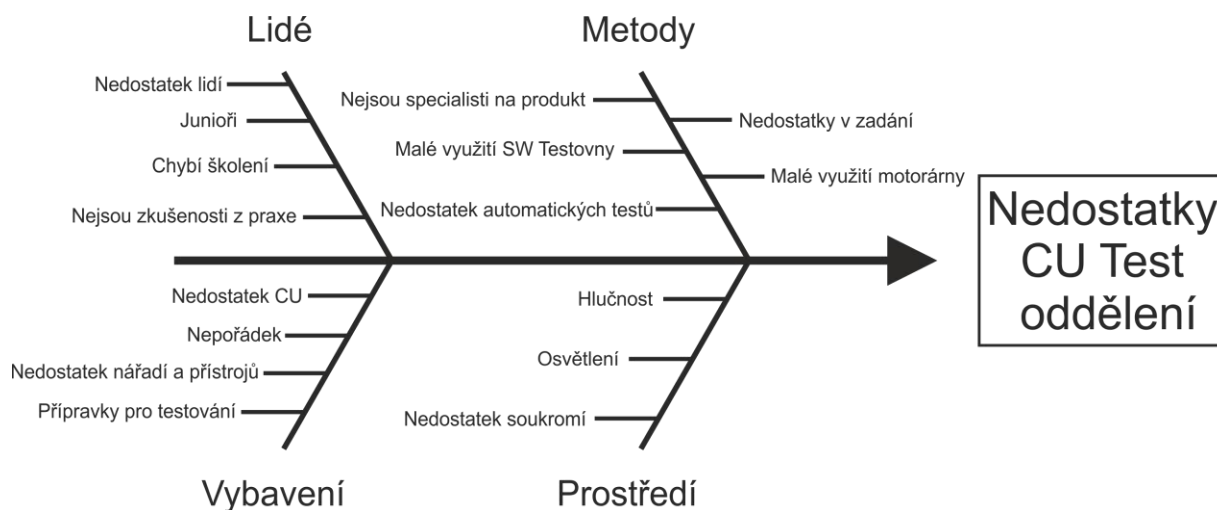 Lidé
Metody
Nedostatek lidí
Junioři
Chybí školení
Nejsou zkušenosti z praxe
Nejsou specialisti na produkt
Malé využití SW Testovny
Nedostatek automatických testů
Nedostatky v zadání
Malé využití motorárny
Nedostatky
CU Test
oddělení
Nedostatek CU
Nepořádek
Nedostatek nářadí a přístrojů
Přípravky pro testování
Hlučnost
Osvětlení
Nedostatek soukromí
Vybavení
Prostředí